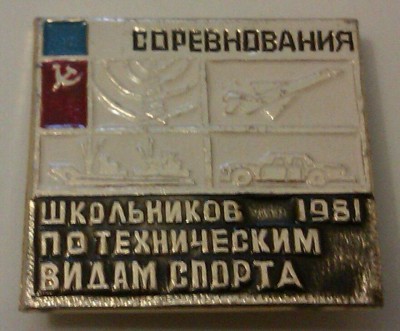 СОРЕВНОВАНИЯ
ШКОЛЬНИКОВ 1981
ПО ТЕХНИЧЕСКИМ
ВИДАМ СПОРТА